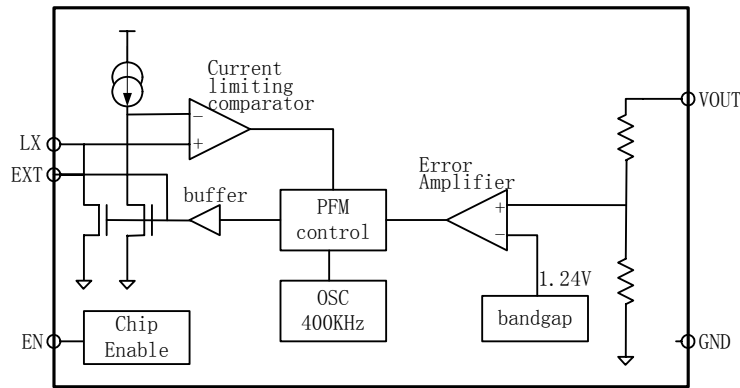 Current
limiting
comparator
−
+
VOUT
LX
EXT
buffer
PFM
control
Error
Amplifier
+
−
1.24V
OSC
400KHz
bandgap
Chip
Enable
EN
GND